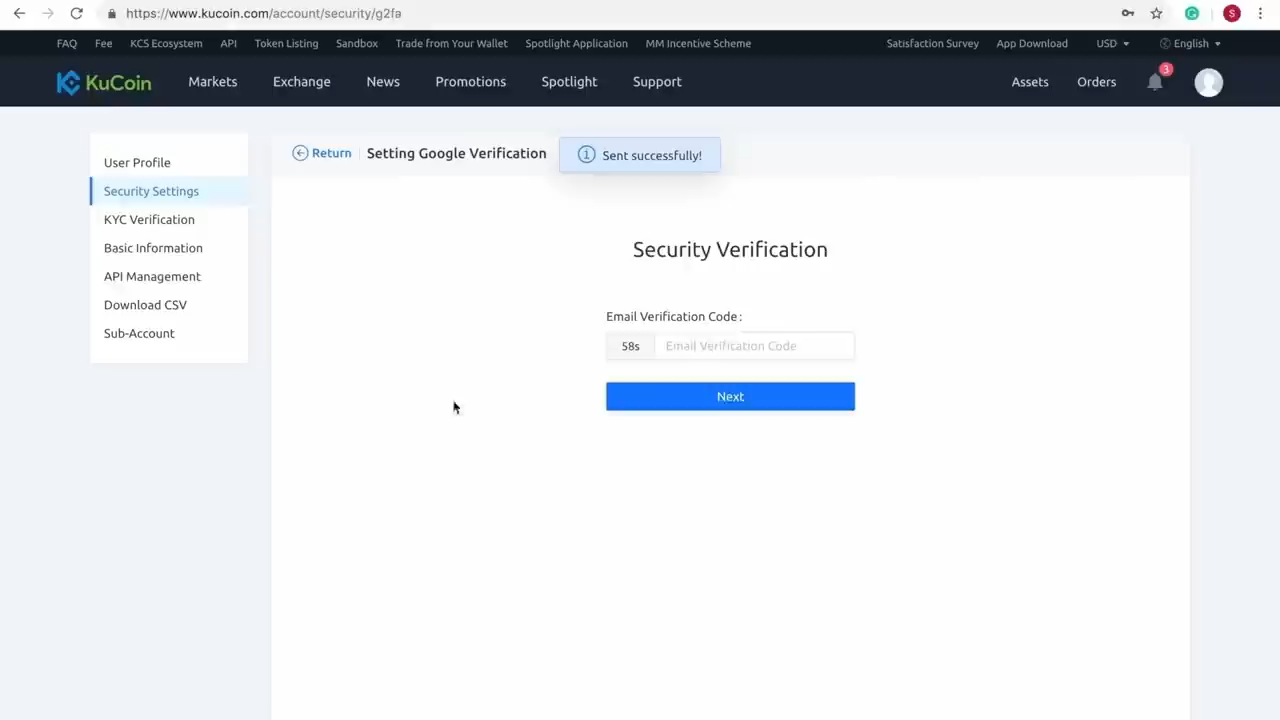 https://www.kucoin.com/account/security/g2fa
S
FAQ Fee KCS Ecosystem API Token Listing Sandbox Trade from Your Wallet Spotlight Application MM Incentive Scheme Satisfaction Survey App Download USD English
KuCoin Markets Exchange News Promotions Spotlight Support Assets Orders 3
Return Setting Google Verification Sent successfully!
User Profile
Security Settings
KYC Verification
Basic Information
API Management
Download CSV
Sub-Account
Security Verification
Email Verification Code:
58s Email Verification Code
Next